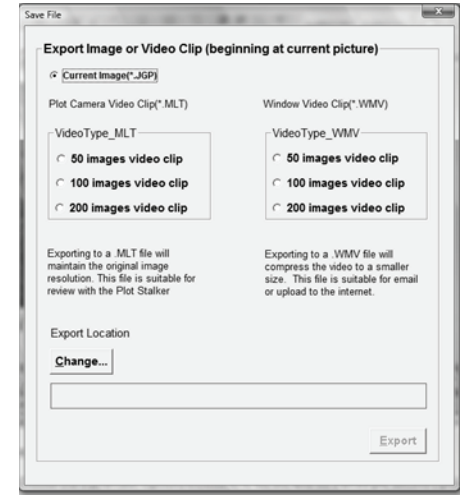 Save File
Export Image or Video Clip (beginning at current picture)
Current Image(*.JGP)
Plot Camera Video Clip(*.MLT)
Window Video Clip(*.WMV)
VideoType_MLT
50 images video clip
100 images video clip
200 images video clip
VideoType_WMV
50 images video clip
100 images video clip
200 images video clip
Exporting to a .MLT file will
maintain the original image
resolution. This file is suitable for
review with the Plot Stalker
Exporting to a .WMV file will
compress the video to a smaller
size. This file is suitable for email
or upload to the internet.
Export Location
Change...
Export